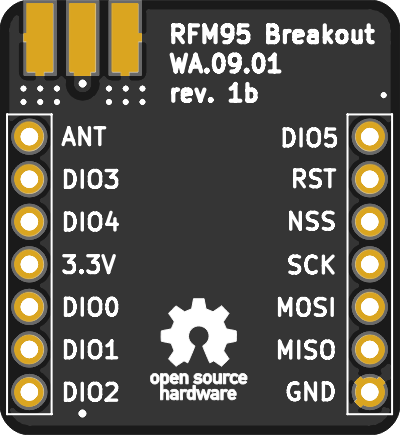 RFM95 Breakout
WA.09.01
rev. 1b
ANT
DIO3
DIO4
3.3V
DIO0
DIO1
DIO2
DIO5
RST
NSS
SCK
MOSI
MISO
GND
open source
hardware